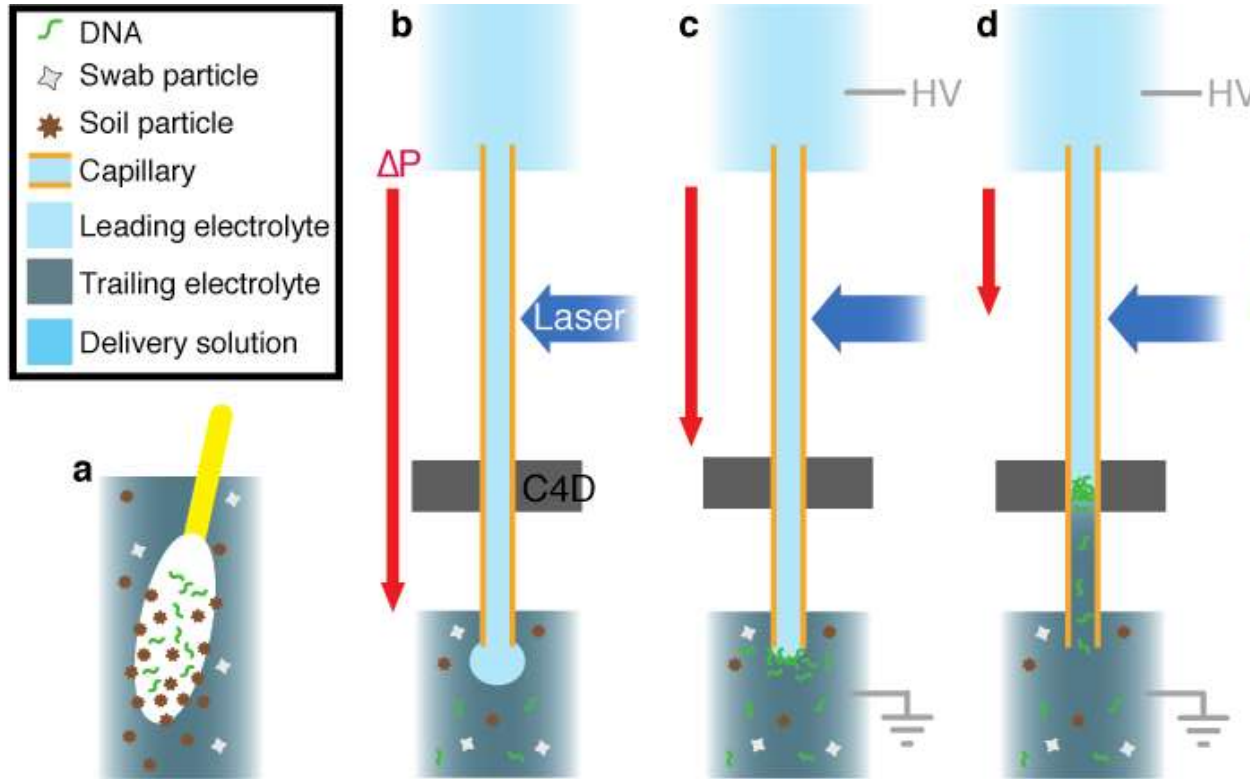 DNA
Swab particle
Soil particle
Capillary
Leading electrolyte
Trailing electrolyte
Delivery solution
a
b
ΔP
Laser
C4D
c
HV
d
HV